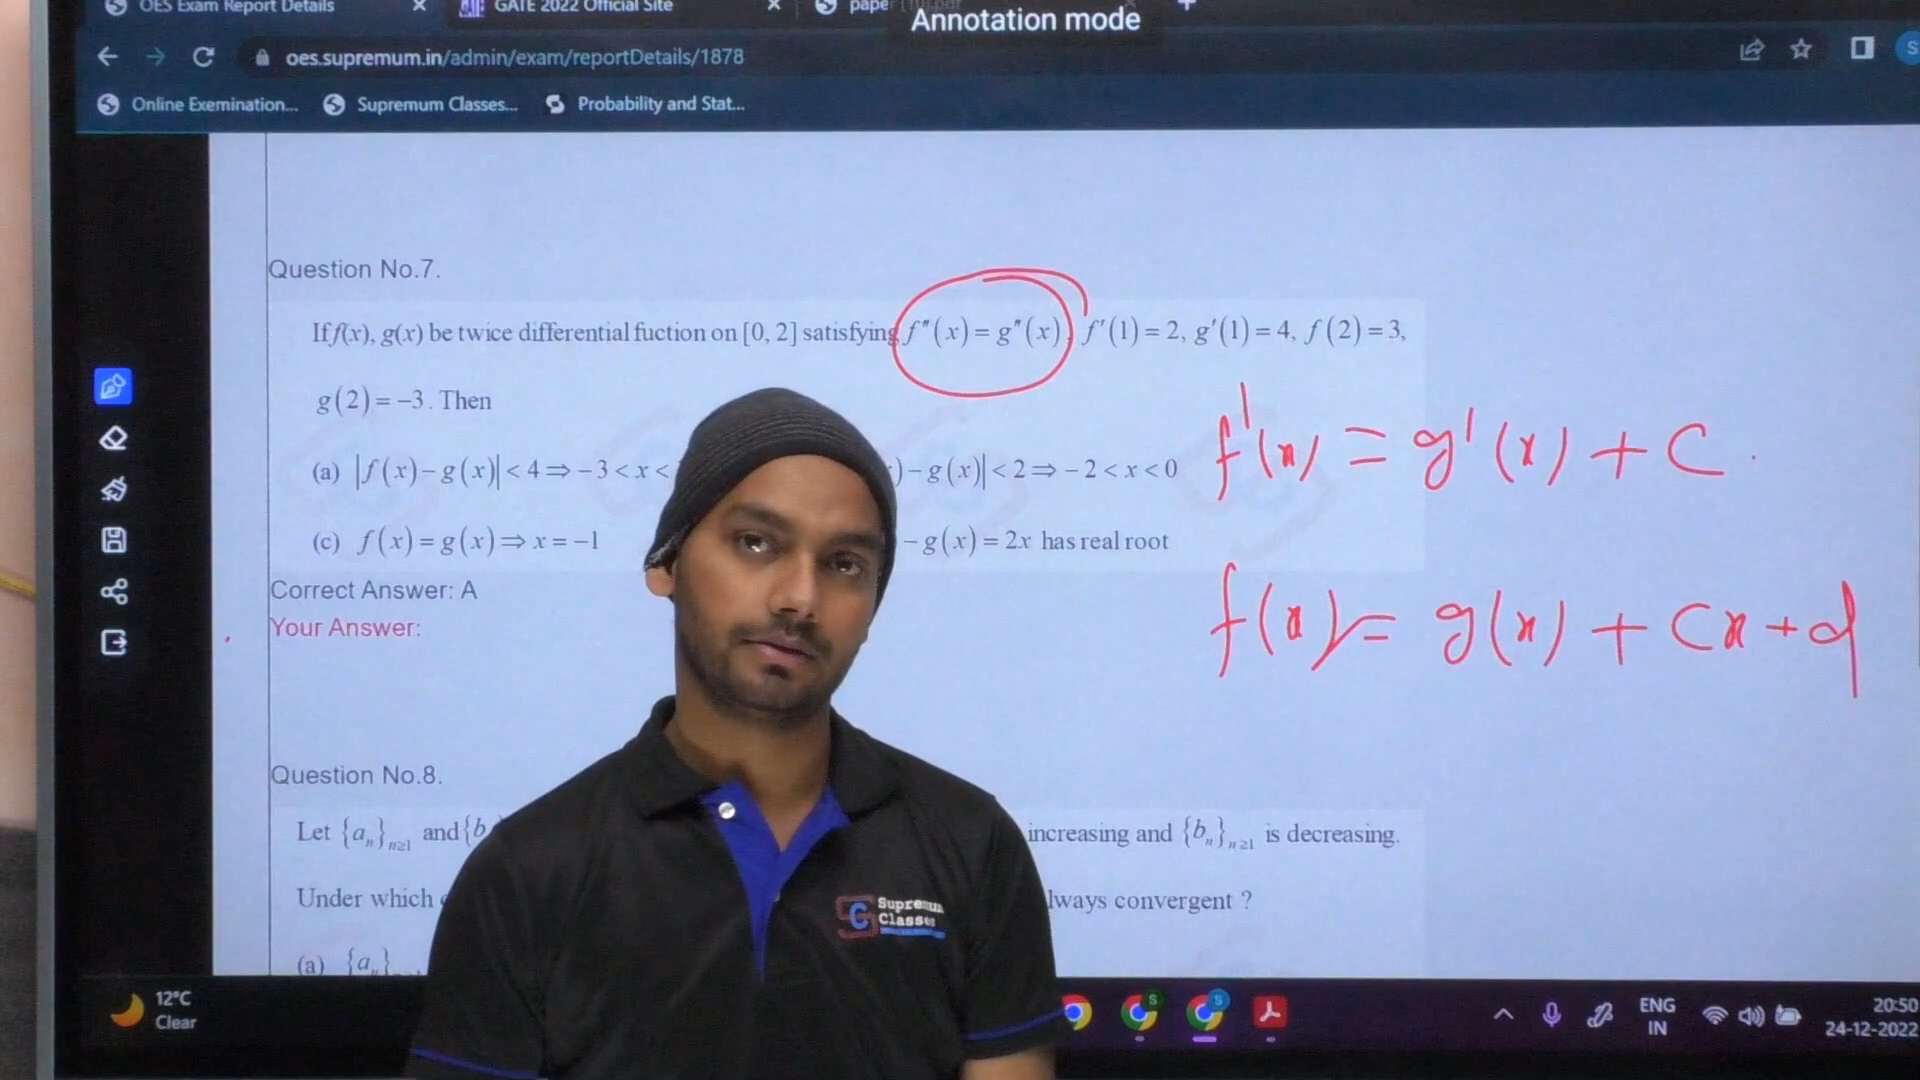 OES Exam Report Details
GATE 2022 Official Site
Annotation mode
oes.supremum.in/admin/exam/reportDetails/1878
Online Exemination...
Supremum Classes...
Probability and Stat...
Question No.7.
If f(x), g(x) be twice differential fuction on [0, 2] satisfying f"(x) = g"(x), f'(1) = 2, g'(1) = 4, f(2) = 3,
g(2) = −3. Then
(a) |f(x) − g(x)| < 4 ⇒ −3 < x <
) − g(x)| < 2 ⇒ −2 < x < 0
(c) f(x) = g(x) ⇒ x = −1
− g(x) = 2x has real root
f'(x) = g'(x) + C
f(x) = g(x) + Cx + d
Correct Answer: A
Your Answer:
Question No.8.
Let {aₙ}ₙ≥₁ and {b
increasing and {bₙ}ₙ≥₁ is decreasing.
Under which
lways convergent ?
(a) {aₙ}
Supremum
Classes
12°C
Clear
ENG
IN
20:50
24-12-2022